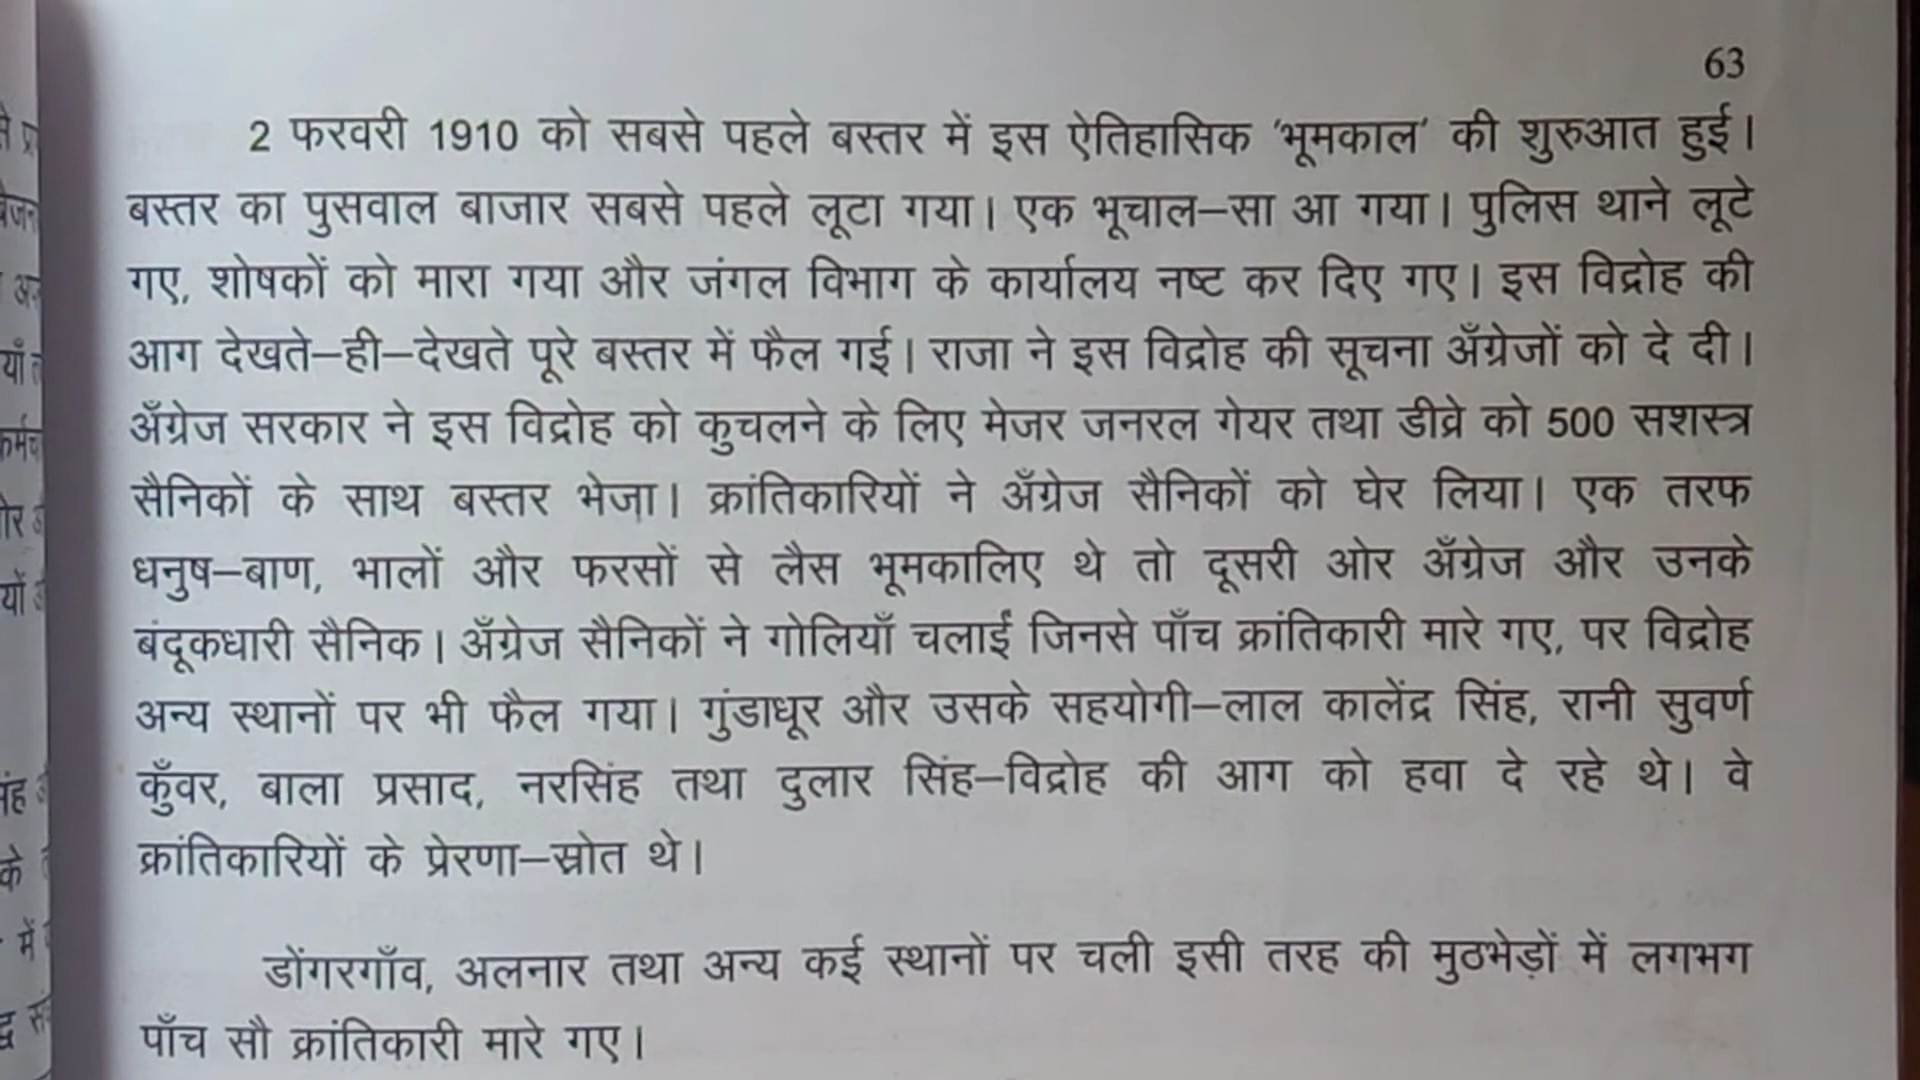 63
2 फरवरी 1910 को सबसे पहले बस्तर में इस ऐतिहासिक 'भूमकाल' की शुरुआत हुई।
बस्तर का पुसवाल बाजार सबसे पहले लूटा गया। एक भूचाल–सा आ गया। पुलिस थाने लूटे
गए, शोषकों को मारा गया और जंगल विभाग के कार्यालय नष्ट कर दिए गए। इस विद्रोह की
आग देखते–ही–देखते पूरे बस्तर में फैल गई। राजा ने इस विद्रोह की सूचना अँग्रेजों को दे दी।
अँग्रेज सरकार ने इस विद्रोह को कुचलने के लिए मेजर जनरल गेयर तथा डीव्रे को 500 सशस्त्र
सैनिकों के साथ बस्तर भेजा। क्रांतिकारियों ने अँग्रेज सैनिकों को घेर लिया। एक तरफ
धनुष–बाण, भालों और फरसों से लैस भूमकालिए थे तो दूसरी ओर अँग्रेज और उनके
बंदूकधारी सैनिक। अँग्रेज सैनिकों ने गोलियाँ चलाईं जिनसे पाँच क्रांतिकारी मारे गए, पर विद्रोह
अन्य स्थानों पर भी फैल गया। गुंडाधूर और उसके सहयोगी–लाल कालेंद्र सिंह, रानी सुवर्ण
कुँवर, बाला प्रसाद, नरसिंह तथा दुलार सिंह–विद्रोह की आग को हवा दे रहे थे। वे
क्रांतिकारियों के प्रेरणा–स्रोत थे।
डोंगरगाँव, अलनार तथा अन्य कई स्थानों पर चली इसी तरह की मुठभेड़ों में लगभग
पाँच सौ क्रांतिकारी मारे गए।